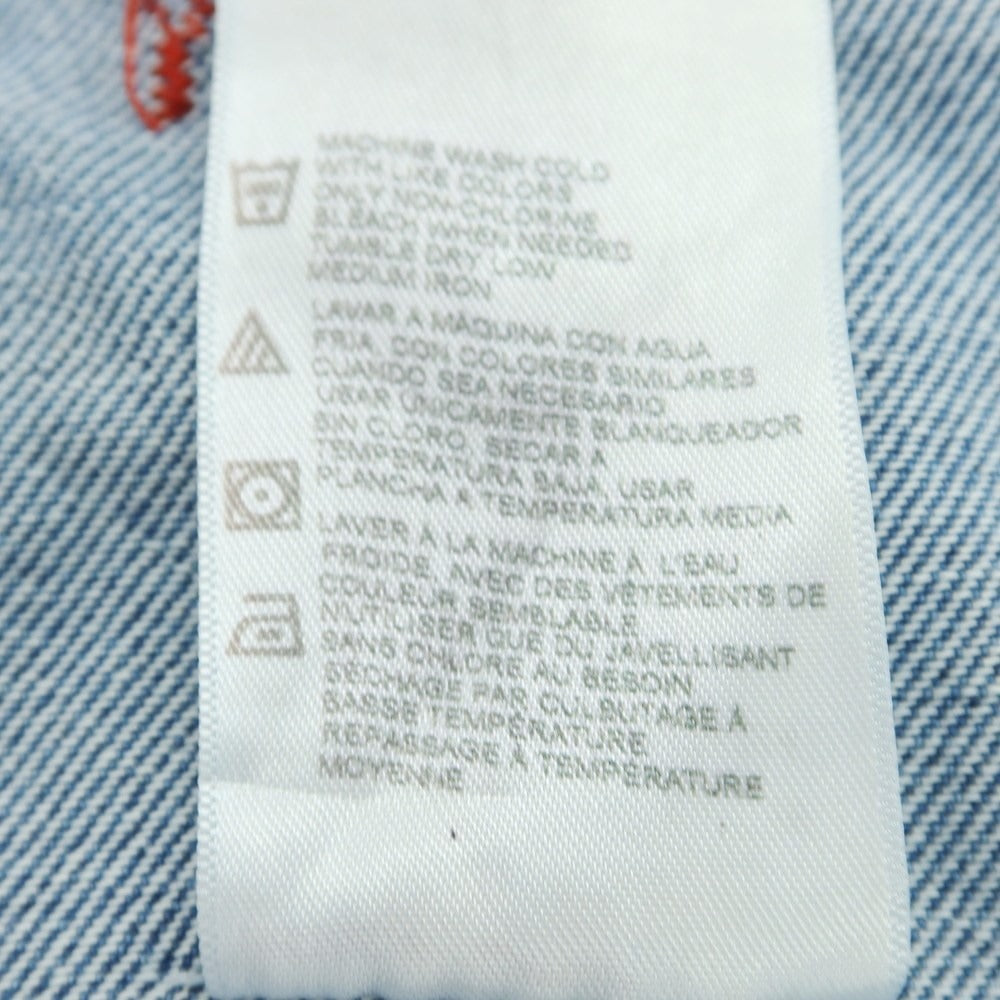 MACHINE WASH COLD
WITH LIKE COLORS
ONLY NON-CHLORINE
BLEACH WHEN NEEDED
TUMBLE DRY, LOW
MEDIUM IRON
LAVAR A MÁQUINA CON AGUA
FRIA, CON COLORES SIMILARES
CUANDO SEA NECESARIO
USAR ÚNICAMENTE BLANQUEADOR
SIN CLORO, SECAR A
TEMPERATURA BAJA, USAR
PLANCHA A TEMPERATURA MEDIA
LAVER À LA MACHINE À L'EAU
FROIDE, AVEC DES VÊTEMENTS DE
COULEUR SEMBLABLE
N'UTILISER QUE DU JAVELLISANT
SANS CHLORE AU BESOIN
SÉCHAGE PAR CULBUTAGE À
BASSE TEMPÉRATURE
REPASSAGE À TEMPÉRATURE
MOYENNE